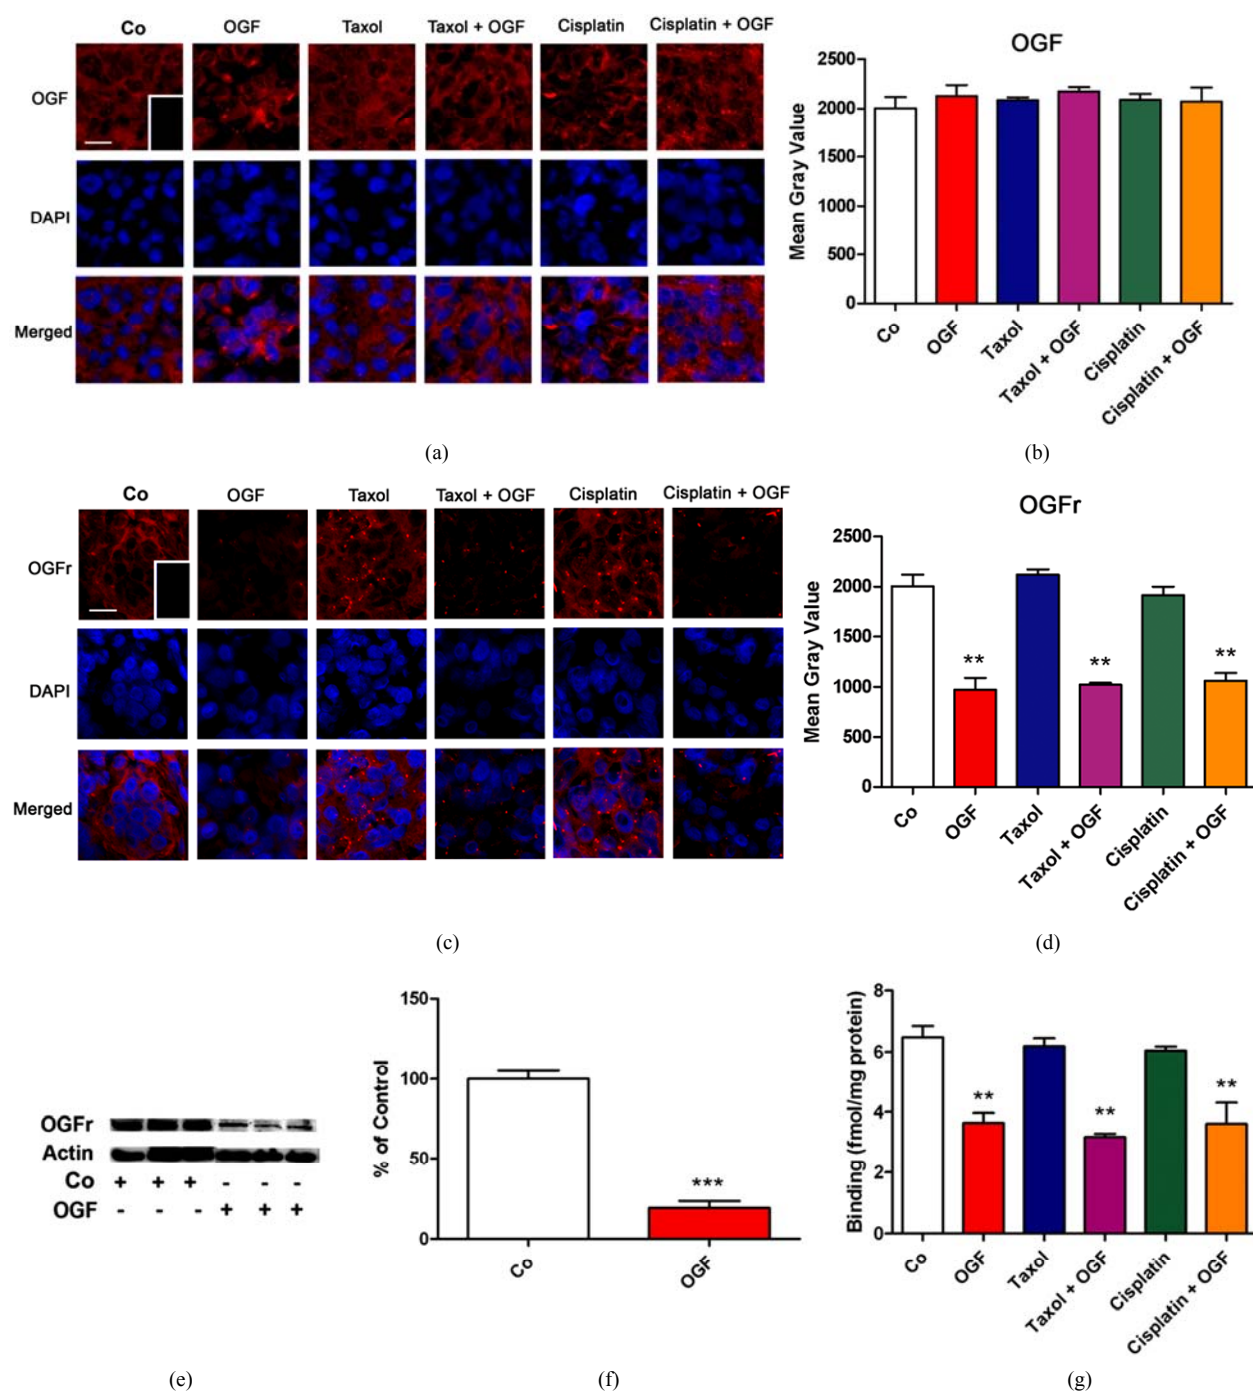 Co OGF Taxol Taxol + OGF Cisplatin Cisplatin + OGF
OGF
DAPI
Merged
(a)
OGF
Mean Gray Value
2500
2000
1500
1000
500
0
Co OGF Taxol Taxol + OGF Cisplatin Cisplatin + OGF
(b)
Co OGF Taxol Taxol + OGF Cisplatin Cisplatin + OGF
OGFr
DAPI
Merged
(c)
OGFr
Mean Gray Value
2500
2000
1500
1000
500
0
** ** **
Co OGF Taxol Taxol + OGF Cisplatin Cisplatin + OGF
(d)
OGFr
Actin
Co + + + - - -
OGF - - - + + +
(e)
% of Control
150
100
50
0
***
Co OGF
(f)
Binding (fmol/mg protein)
8
6
4
2
0
** ** **
Co OGF Taxol Taxol + OGF Cisplatin Cisplatin + OGF
(g)